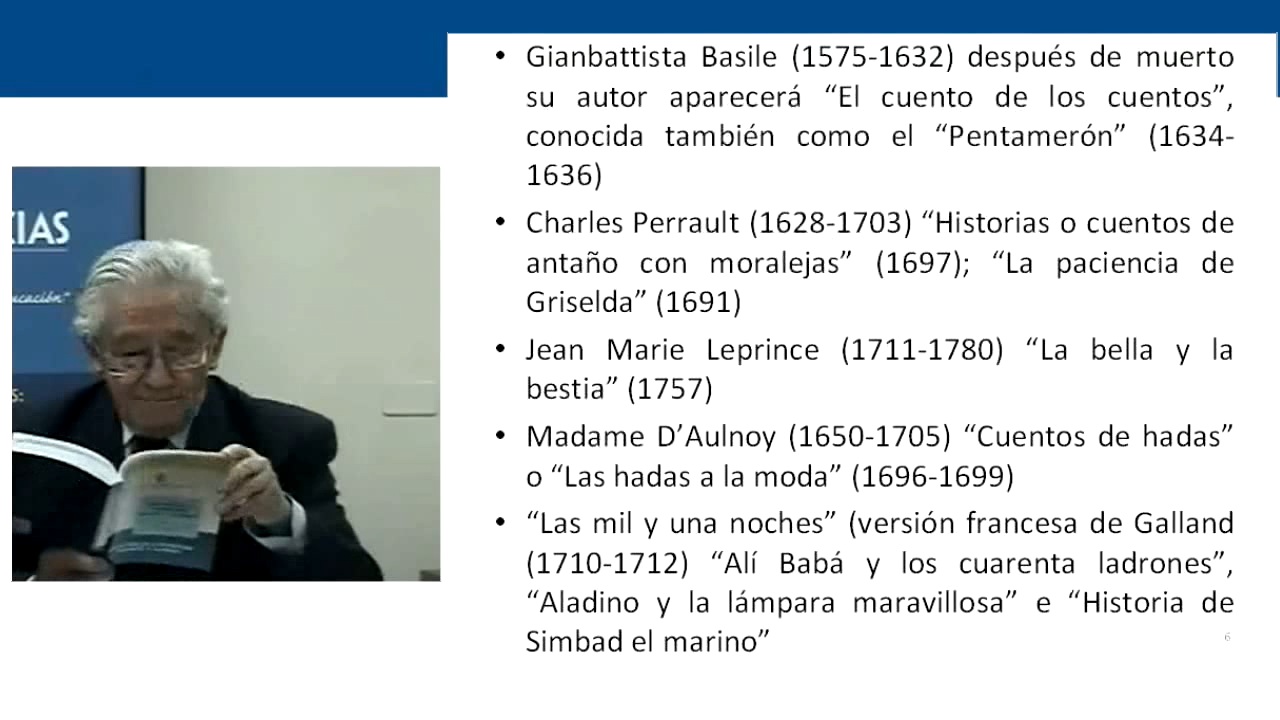 • Gianbattista Basile (1575-1632) después de muerto
su autor aparecerá “El cuento de los cuentos”,
conocida también como el “Pentamerón” (1634-
1636)
• Charles Perrault (1628-1703) “Historias o cuentos de
antaño con moralejas” (1697); “La paciencia de
Griselda” (1691)
• Jean Marie Leprince (1711-1780) “La bella y la
bestia” (1757)
• Madame D’Aulnoy (1650-1705) “Cuentos de hadas”
o “Las hadas a la moda” (1696-1699)
• “Las mil y una noches” (versión francesa de Galland
(1710-1712) “Alí Babá y los cuarenta ladrones”,
“Aladino y la lámpara maravillosa” e “Historia de
Simbad el marino”
6
XIAS
ucación”
S: